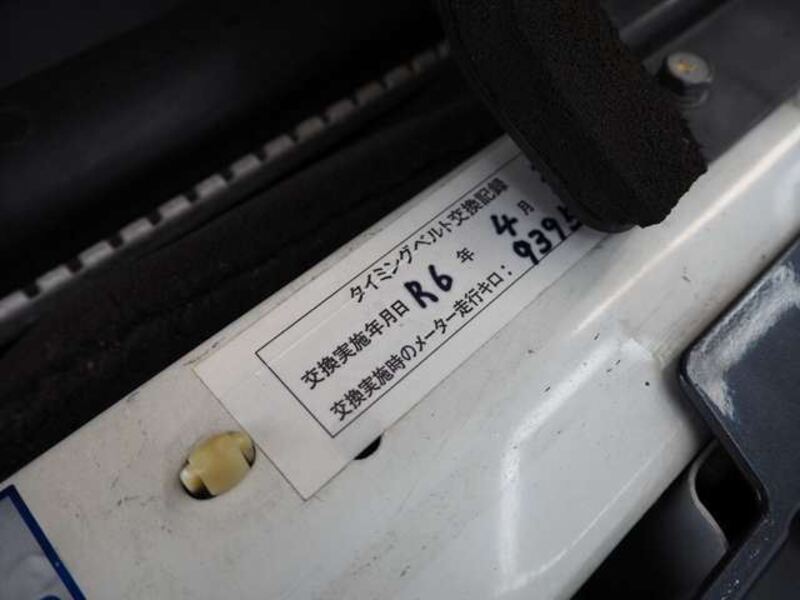 タイミングベルト交換記録
交換実施年月日 R6 年 4 月
交換実施時のメーター走行キロ: 9395